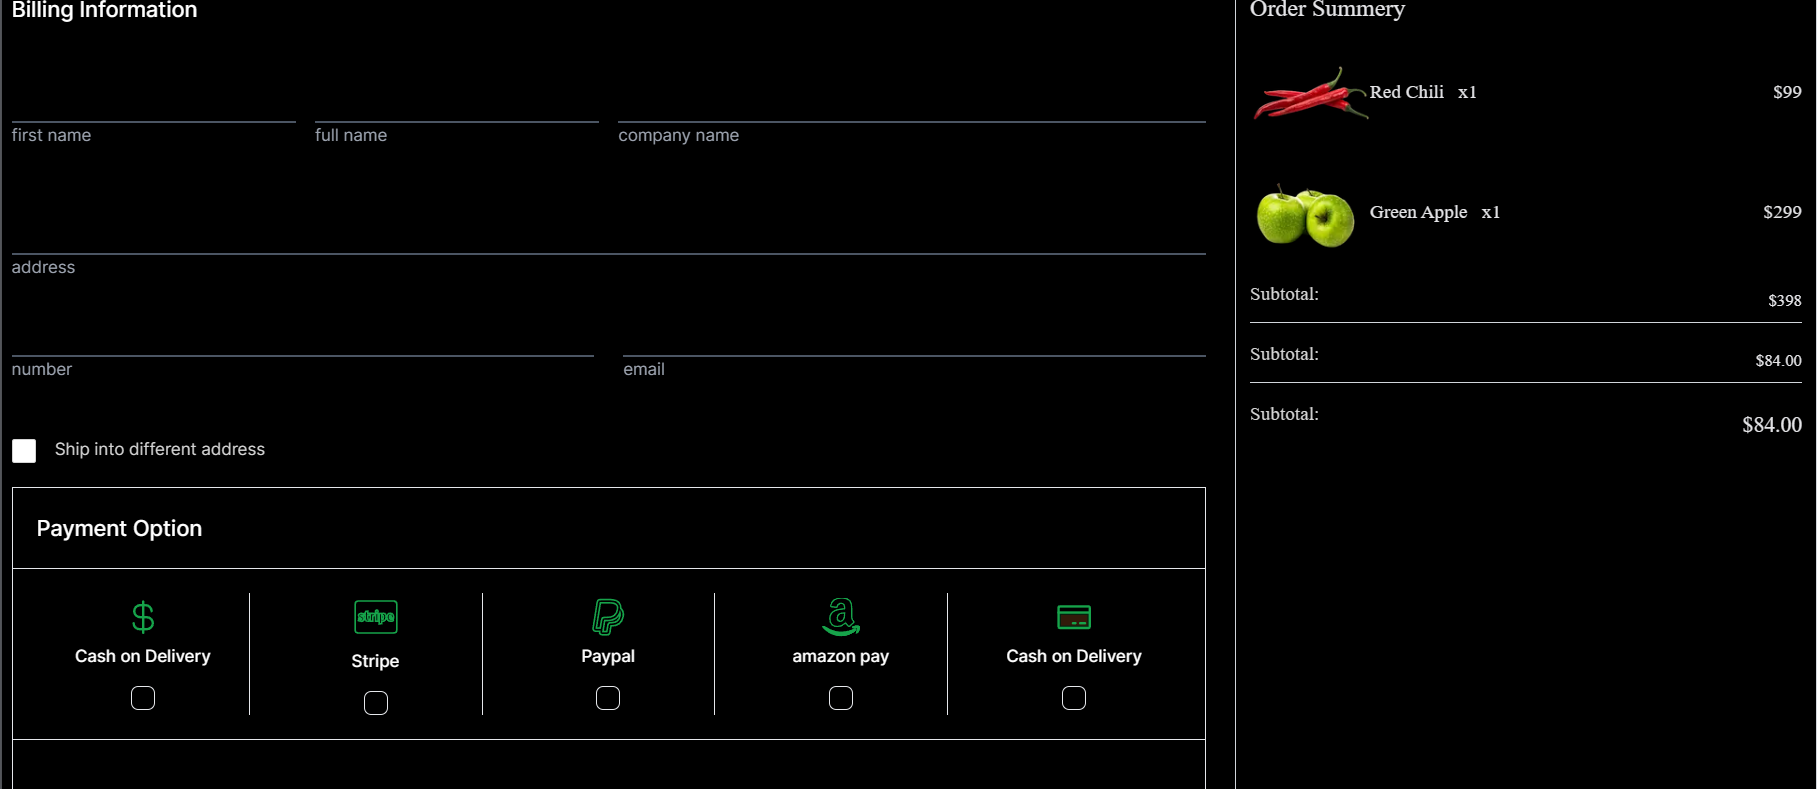 Billing Information
first name full name company name
address
number email
Ship into different address
Payment Option
stripe
Cash on Delivery Stripe Paypal amazon pay Cash on Delivery
Order Summery
Red Chili x1 $99
Green Apple x1 $299
Subtotal: $398
Subtotal: $84.00
Subtotal: $84.00